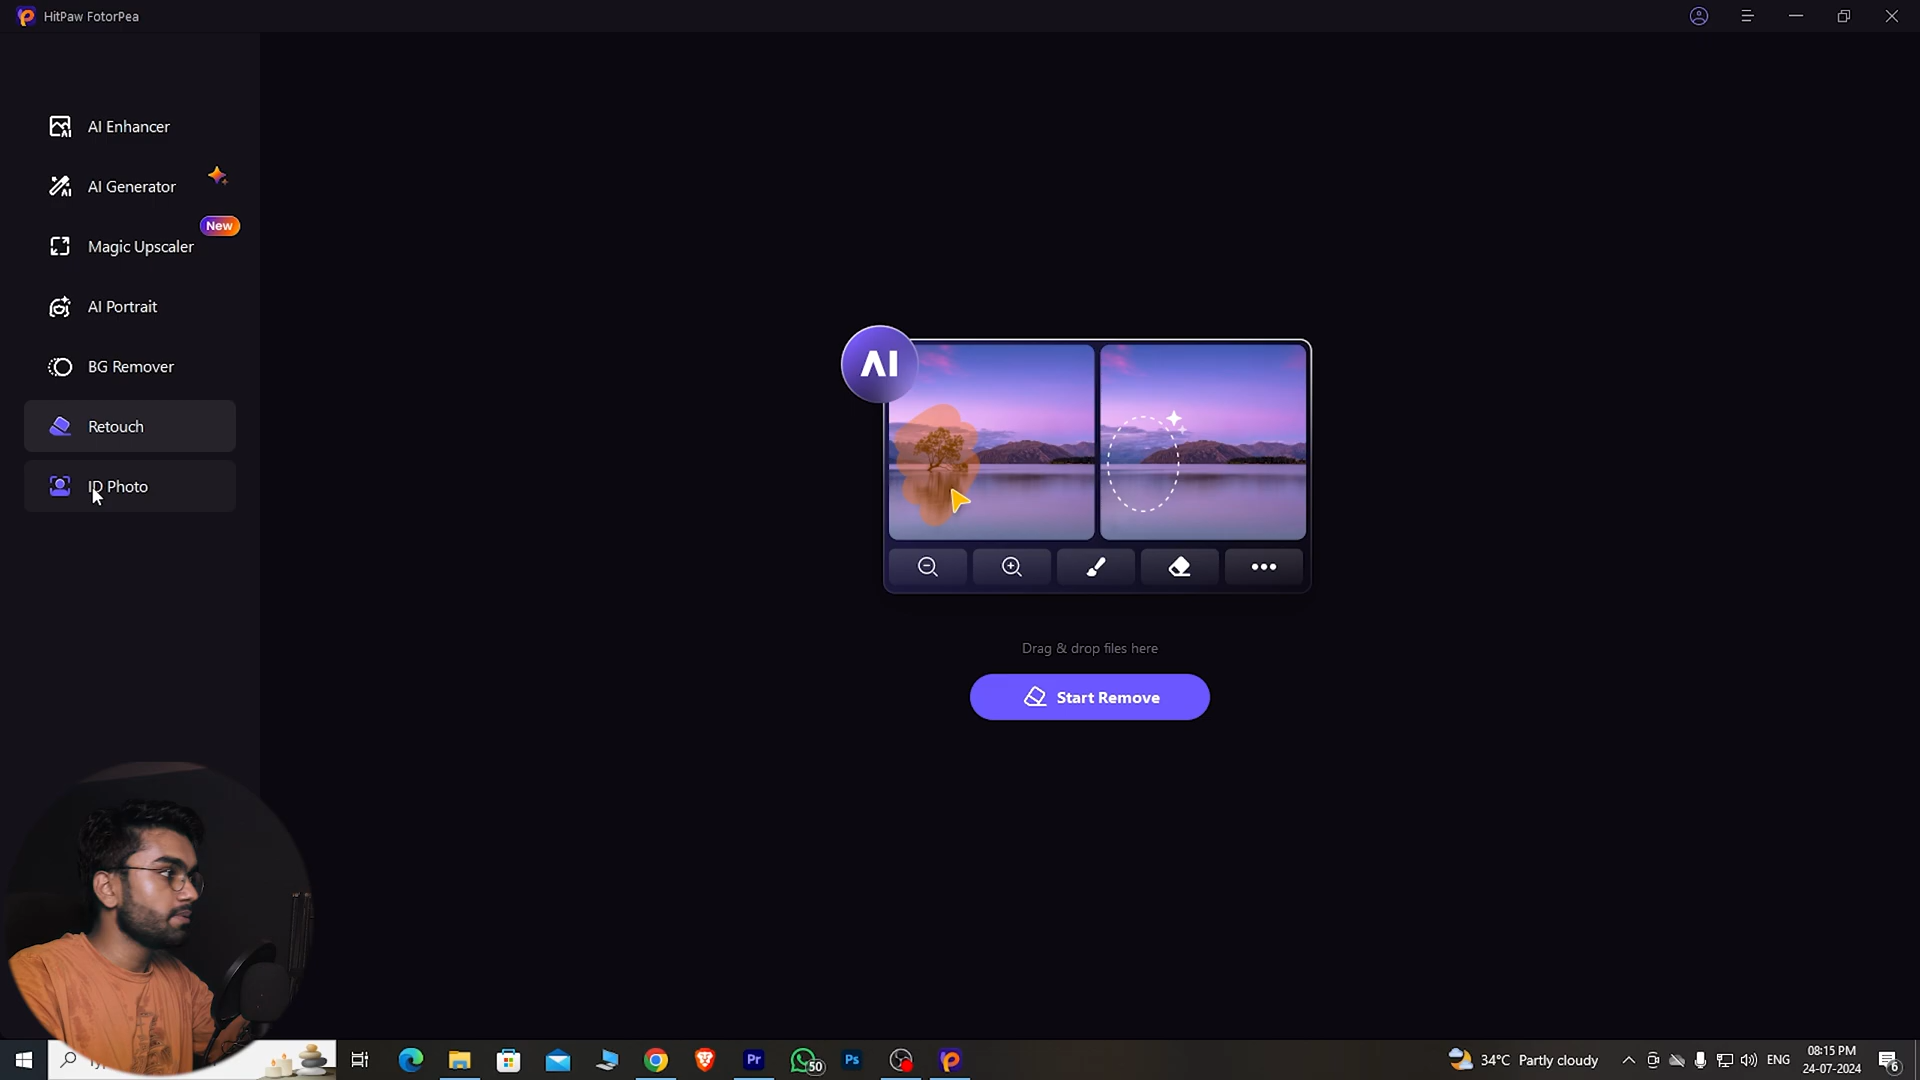 HitPaw FotorPea
AI Enhancer
AI Generator
New
Magic Upscaler
AI Portrait
BG Remover
Retouch
ID Photo
AI
Drag & drop files here
Start Remove
Pr
50
Ps
34°C Partly cloudy
ENG
08:15 PM
24-07-2024
6